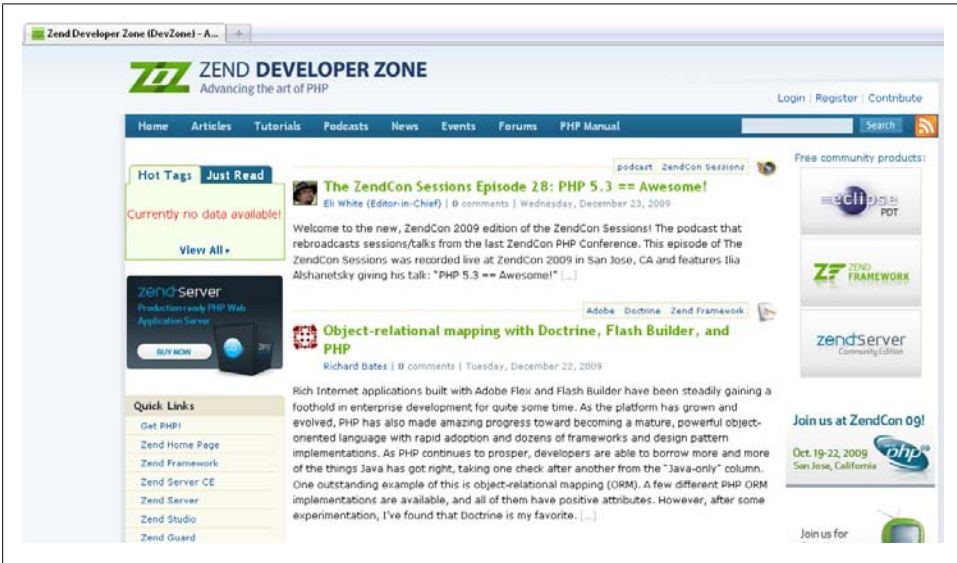 Zend Developer Zone (DevZone) - A...
ZEND DEVELOPER ZONE
Advancing the art of PHP
Login | Register | Contribute
Home Articles Tutorials Podcasts News Events Forums PHP Manual
Search
Hot Tags Just Read
Currently no data available!
View All
zend server
Production ready PHP Web
Application Server
BUY NOW
Quick Links
Get PHP!
Zend Home Page
Zend Framework
Zend Server CE
Zend Server
Zend Studio
Zend Guard
podcast ZendCon Sessions
The ZendCon Sessions Episode 28: PHP 5.3 == Awesome!
Eli White (Editor-in-Chief) | 0 comments | Wednesday, December 23, 2009
Welcome to the new, ZendCon 2009 edition of the ZendCon Sessions! The podcast that
rebroadcasts sessions/talks from the last ZendCon PHP Conference. This episode of The
ZendCon Sessions was recorded live at ZendCon 2009 in San Jose, CA and features Ilia
Alshanetsky giving his talk: "PHP 5.3 == Awesome!" [...]
Adobe Doctrine Zend Framework
Object-relational mapping with Doctrine, Flash Builder, and
PHP
Richard Bates | 0 comments | Tuesday, December 22, 2009
Rich Internet applications built with Adobe Flex and Flash Builder have been steadily gaining a
foothold in enterprise development for quite some time. As the platform has grown and
evolved, PHP has also made amazing progress toward becoming a mature, powerful object-
oriented language with rapid adoption and dozens of frameworks and design pattern
implementations. As PHP continues to prosper, developers are able to borrow more and more
of the things Java has got right, taking one check after another from the "Java-only" column.
One outstanding example of this is object-relational mapping (ORM). A few different PHP ORM
implementations are available, and all of them have positive attributes. However, after some
experimentation, I've found that Doctrine is my favorite. [...]
Free community products:
eclipse
PDT
ZEND
FRAMEWORK
zend Server
Community Edition
Join us at ZendCon 09!
Oct. 19-22, 2009
San Jose, California
php
09
Join us for